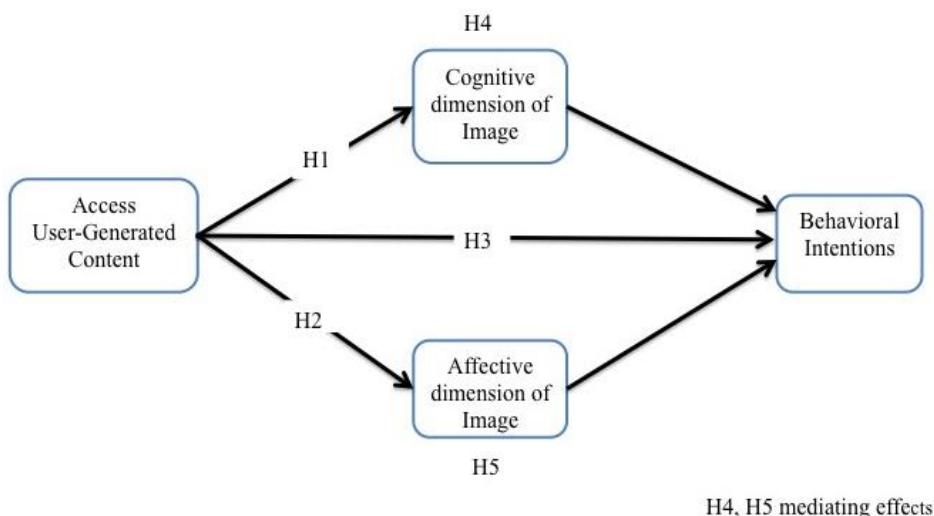 H4
Cognitive
dimension of
Image
H1
Access
User-Generated
Content
H3
Behavioral
Intentions
H2
Affective
dimension of
Image
H5
H4, H5 mediating effects